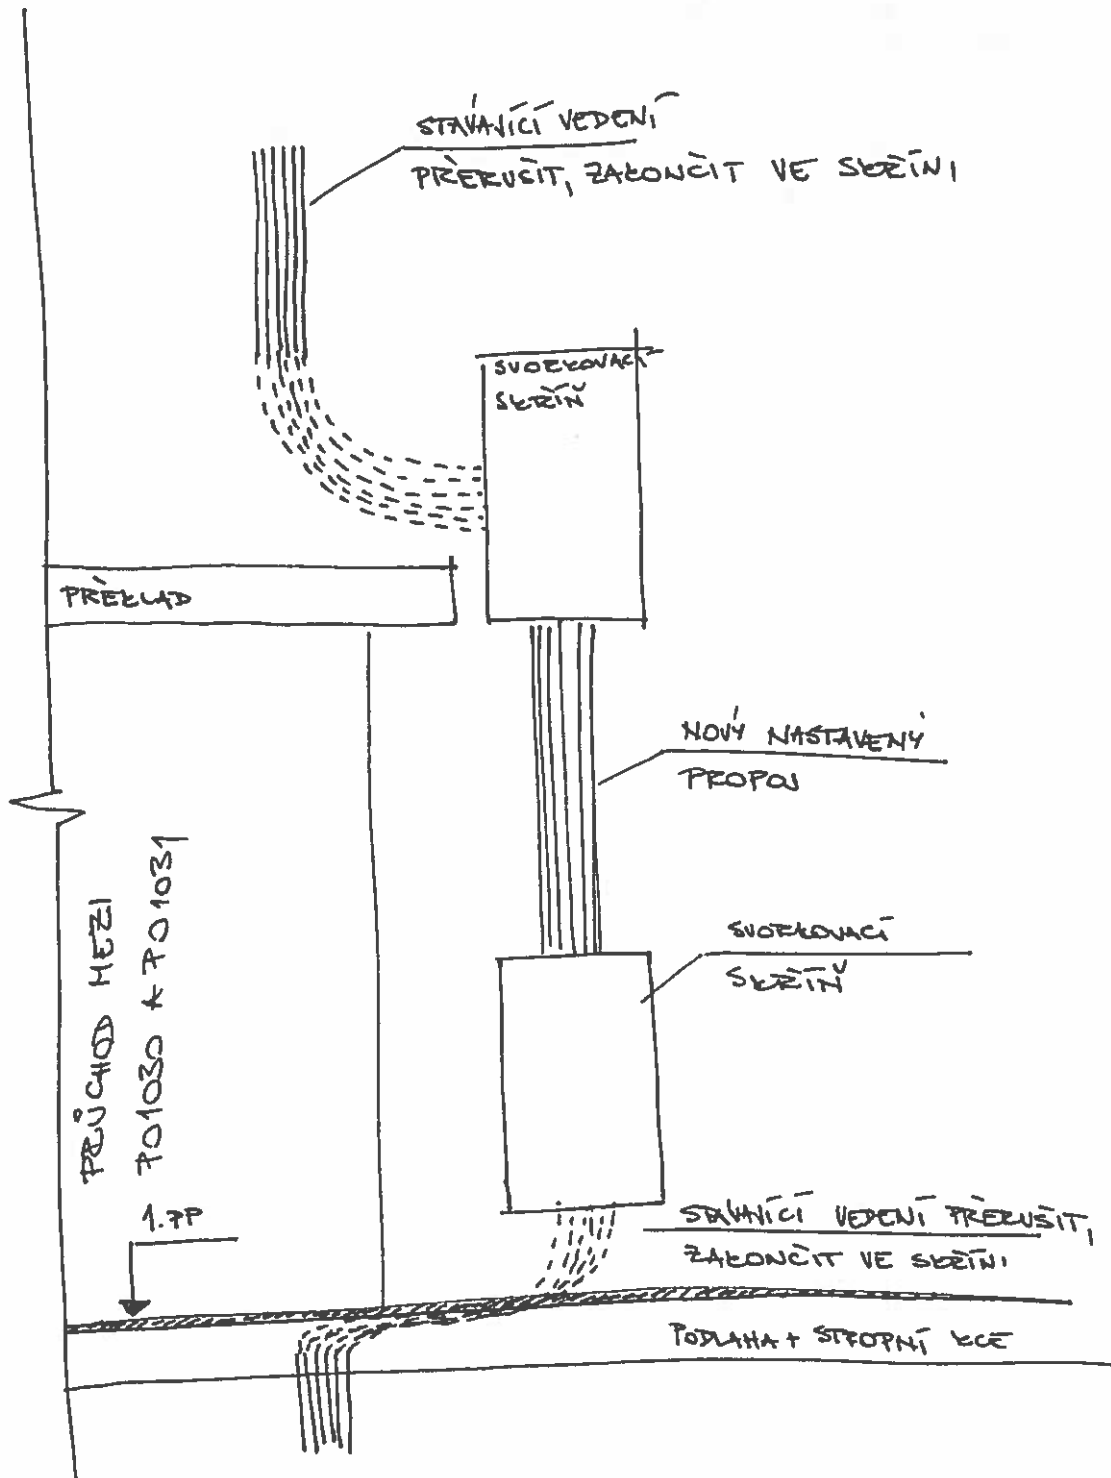 STÁVAJÍCÍ VEDENÍ
PŘERUŠIT, ZAKONČIT VE SKŘÍNI
SVORKOVACÍ
SKŘÍŇ
PŘEKLAD
NOVÝ NASTAVENÝ
PROPOJ
SVORKOVACÍ
SKŘÍŇ
PRŮCHOD MEZI
P01030 A P01031
1.PP
STÁVAJÍCÍ VEDENÍ PŘERUŠIT,
ZAKONČIT VE SKŘÍNI
PODLAHA + STROPNÍ KCE